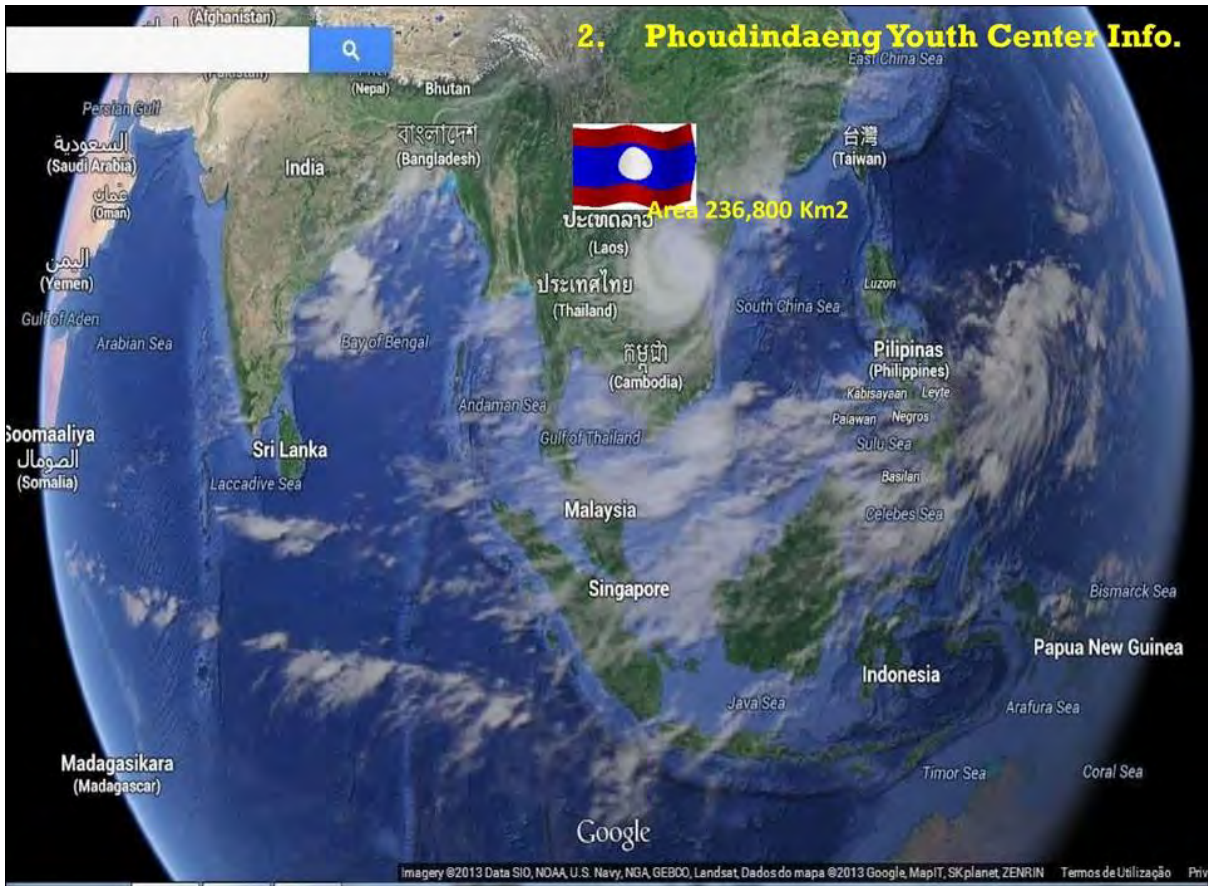 2. Phoudindaeng Youth Center Info.
(Afghanistan)
(Pakistan)
(Nepal)
Bhutan
East China Sea
Persian Gulf
السعودية
(Saudi Arabia)
عُمان
(Oman)
India
বাংলাদেশ
(Bangladesh)
台灣
(Taiwan)
Area 236,800 Km2
ປະເທດລາວ
(Laos)
اليمن
(Yemen)
ประเทศไทย
(Thailand)
Luzon
Gulf of Aden
Arabian Sea
Bay of Bengal
South China Sea
កម្ពុជា
(Cambodia)
Pilipinas
(Philippines)
Kabisayaan
Leyte
Andaman Sea
Palawan
Negros
Gulf of Thailand
Sulu Sea
Soomaaliya
الصومال
(Somalia)
Sri Lanka
Laccadive Sea
Basilan
Malaysia
Celebes Sea
Singapore
Bismarck Sea
Papua New Guinea
Indonesia
Java Sea
Arafura Sea
Madagasikara
(Madagascar)
Timor Sea
Coral Sea
Google
Imagery ©2013 Data SIO, NOAA, U.S. Navy, NGA, GEBCO, Landsat, Dados do mapa ©2013 Google, MapIT, SK planet, ZENRIN Termos de Utilização Priv